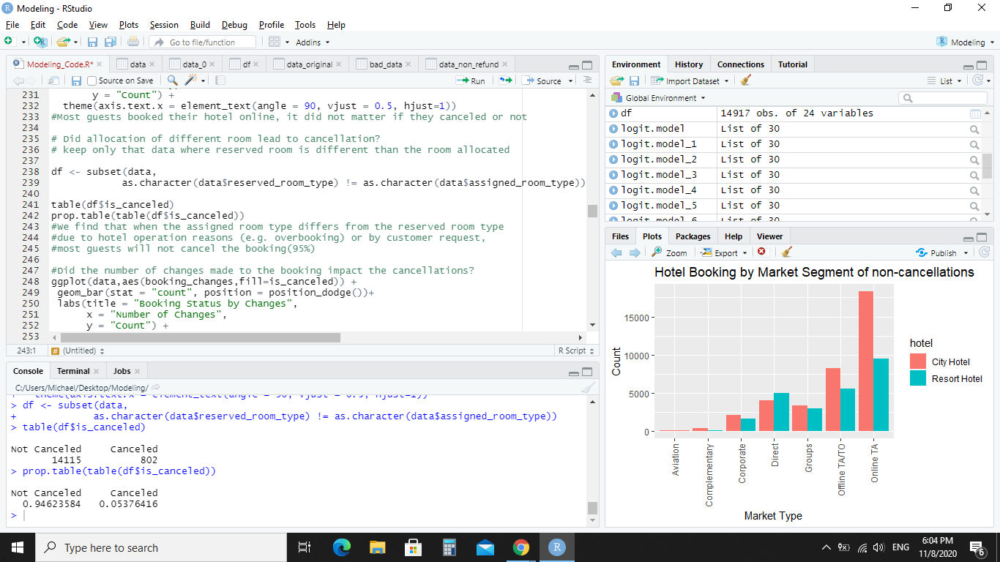 Modeling - RStudio
File Edit Code View Plots Session Build Debug Profile Tools Help
Go to file/function Addins Modeling
Modeling_Code.R* data data_0 df data_original bad_data data_non_refund
Source on Save Run Source
231 y = "Count") +
232 theme(axis.text.x = element_text(angle = 90, vjust = 0.5, hjust=1))
233 #Most guests booked their hotel online, it did not matter if they canceled or not
234
235 # Did allocation of different room lead to cancellation?
236 # keep only that data where reserved room is different than the room allocated
237
238 df <- subset(data,
239 as.character(data$reserved_room_type) != as.character(data$assigned_room_type))
240
241 table(df$is_canceled)
242 prop.table(table(df$is_canceled))
243 #We find that when the assigned room type differs from the reserved room type
244 #due to hotel operation reasons (e.g. overbooking) or by customer request,
245 #most guests will not cancel the booking(95%)
246
247 #Did the number of changes made to the booking impact the cancellations?
248 ggplot(data,aes(booking_changes,fill=is_canceled)) +
249 geom_bar(stat = "count", position = position_dodge())+
250 labs(title = "Booking Status by Changes",
251 x = "Number of Changes",
252 y = "Count") +
253
243:1 # (Untitled) R Script
Console Terminal Jobs
C:/Users/Michael/Desktop/Modeling/
+ theme(axis.text.x = element_text(angle = 90, vjust = 0.5, hjust=1))
> df <- subset(data,
+ as.character(data$reserved_room_type) != as.character(data$assigned_room_type))
> table(df$is_canceled)
Not Canceled Canceled
14115 802
> prop.table(table(df$is_canceled))
Not Canceled Canceled
0.94623584 0.05376416
>
Environment History Connections Tutorial
Import Dataset List
Global Environment
df 14917 obs. of 24 variables
logit.model List of 30
logit.model_1 List of 30
logit.model_2 List of 30
logit.model_3 List of 30
logit.model_4 List of 30
logit.model_5 List of 30
logit.model_6 List of 30
Files Plots Packages Help Viewer
Zoom Export Publish
Hotel Booking by Market Segment of non-cancellations
15000
10000
5000
0
Count
Aviation
Complementary
Corporate
Direct
Groups
Offline TA/TO
Online TA
Market Type
hotel
City Hotel
Resort Hotel
Type here to search
ENG
6:04 PM
11/8/2020
6